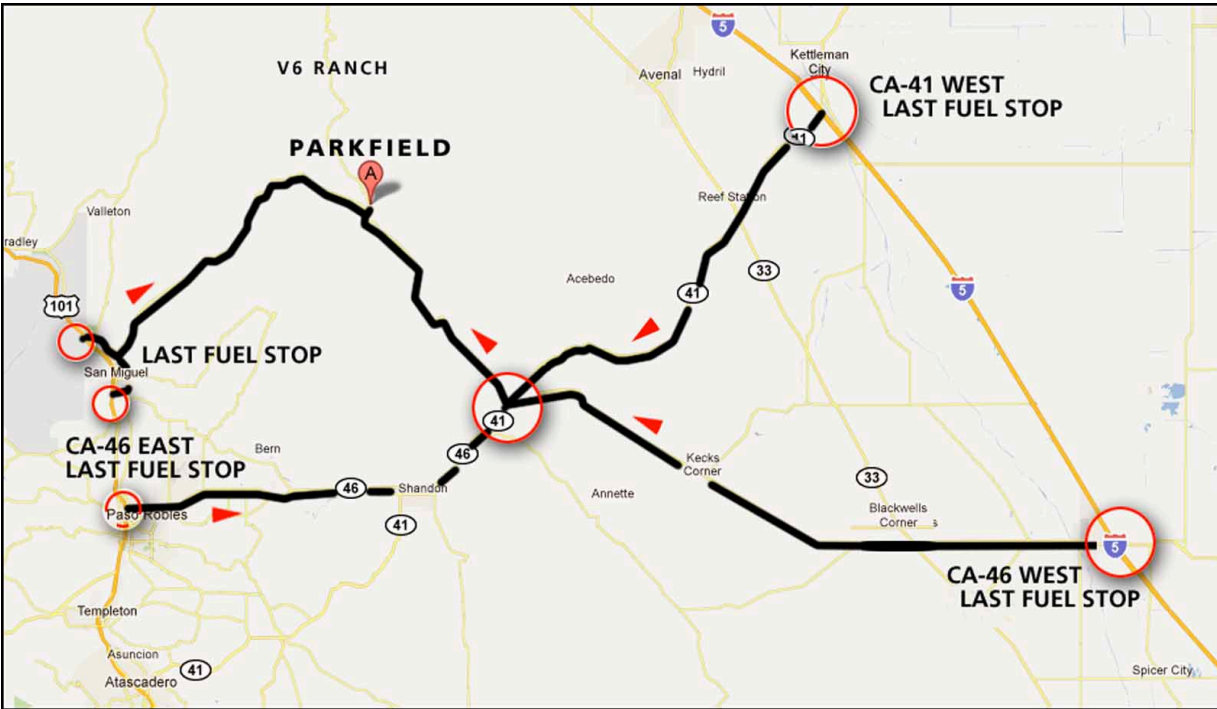 5
Kettleman
City
Avenal
Hydril
V6 RANCH
CA-41 WEST
LAST FUEL STOP
41
PARKFIELD
A
Reef Station
Valleton
radley
33
Acebedo
5
41
101
LAST FUEL STOP
San Miguel
41
CA-46 EAST
LAST FUEL STOP
Bern
46
Kecks
Corner
46
Shandon
Annette
33
Paso Robles
41
Blackwells
Corner
s
5
CA-46 WEST
LAST FUEL STOP
Templeton
Asuncion
41
Atascadero
Spicer City